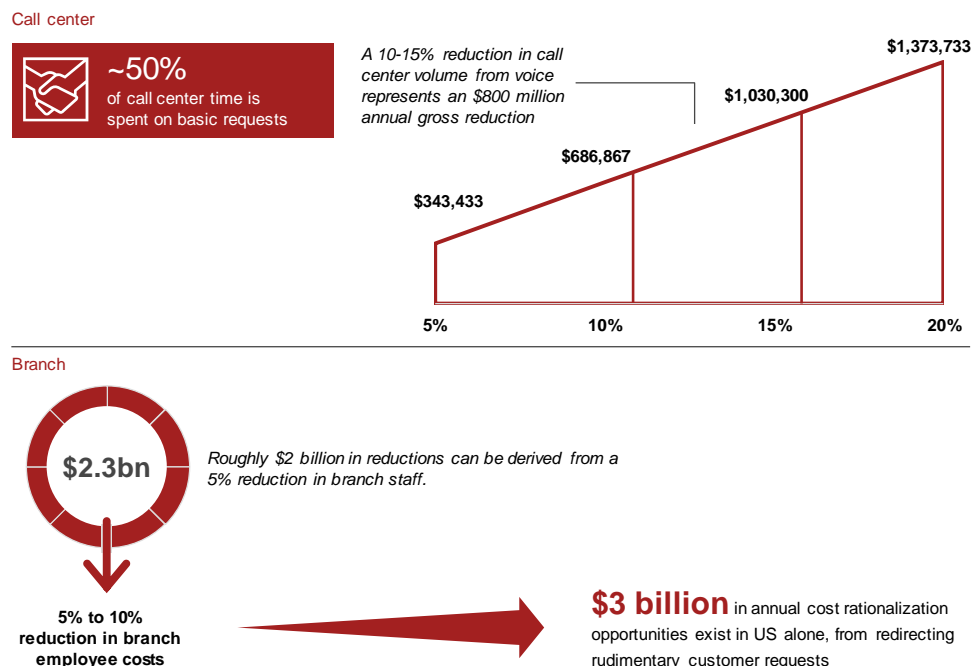 Call center
~50%
of call center time is
spent on basic requests
A 10-15% reduction in call
center volume from voice
represents an $800 million
annual gross reduction
$1,373,733
$1,030,300
$686,867
$343,433
5%
10%
15%
20%
Branch
$2.3bn
Roughly $2 billion in reductions can be derived from a
5% reduction in branch staff.
5% to 10%
reduction in branch
employee costs
$3 billion in annual cost rationalization
opportunities exist in US alone, from redirecting
rudimentary customer requests